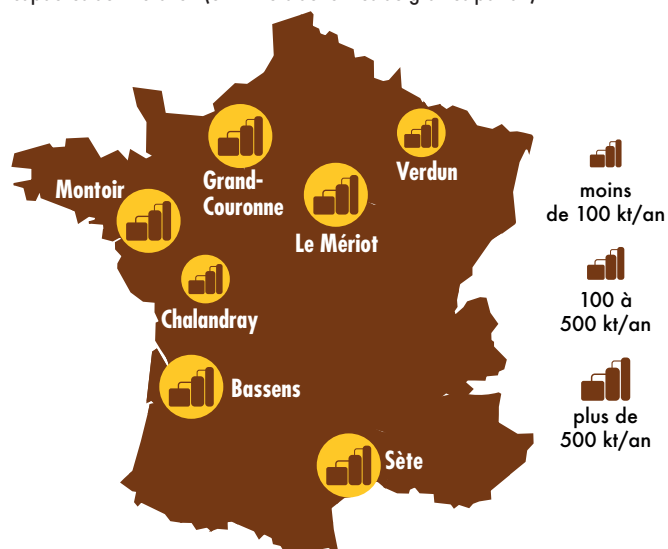 Verdun
Grand-
Couronne
Montoir
Le Mériot
Chalandray
Bassens
Sète
moins
de 100 kt/an
100 à
500 kt/an
plus de
500 kt/an